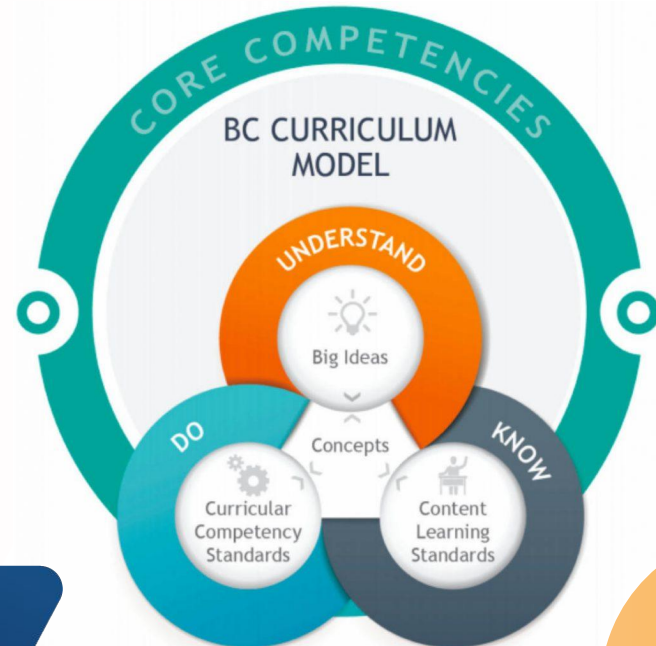 CORE COMPETENCIES
BC CURRICULUM
MODEL
UNDERSTAND
Big Ideas
Concepts
DO
Curricular
Competency
Standards
KNOW
Content
Learning
Standards